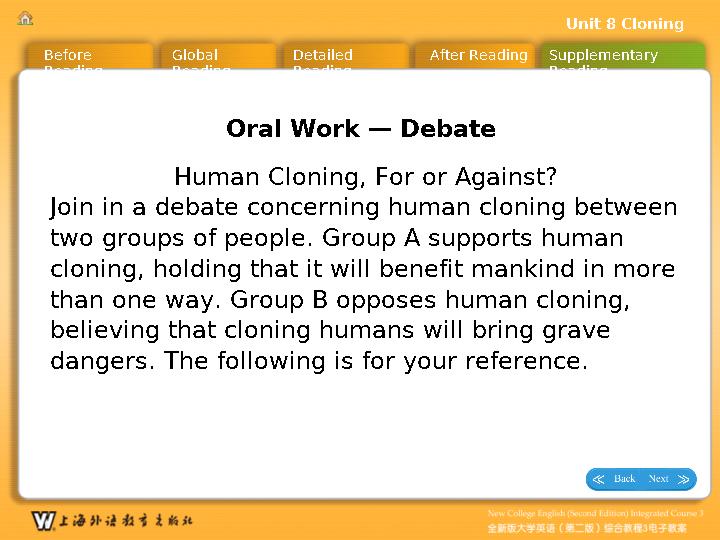 Unit 8 Cloning
Before Reading
Global Reading
Detailed Reading
After Reading
Supplementary Reading
Oral Work — Debate
Human Cloning, For or Against?
Join in a debate concerning human cloning between
two groups of people. Group A supports human
cloning, holding that it will benefit mankind in more
than one way. Group B opposes human cloning,
believing that cloning humans will bring grave
dangers. The following is for your reference.
Back Next
New College English (Second Edition) Integrated Course 3
上海外语教育出版社
全新版大学英语（第二版）综合教程3电子教案